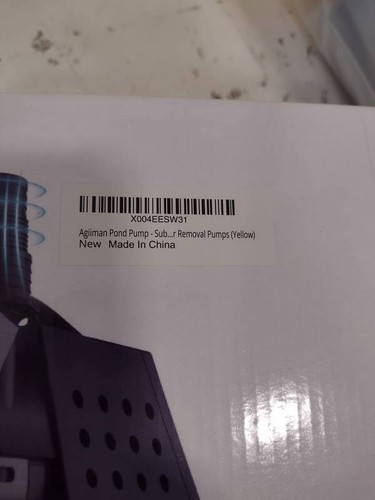 X004EESW31
Agiiman Pond Pump - Sub...r Removal Pumps (Yellow)
New Made In China